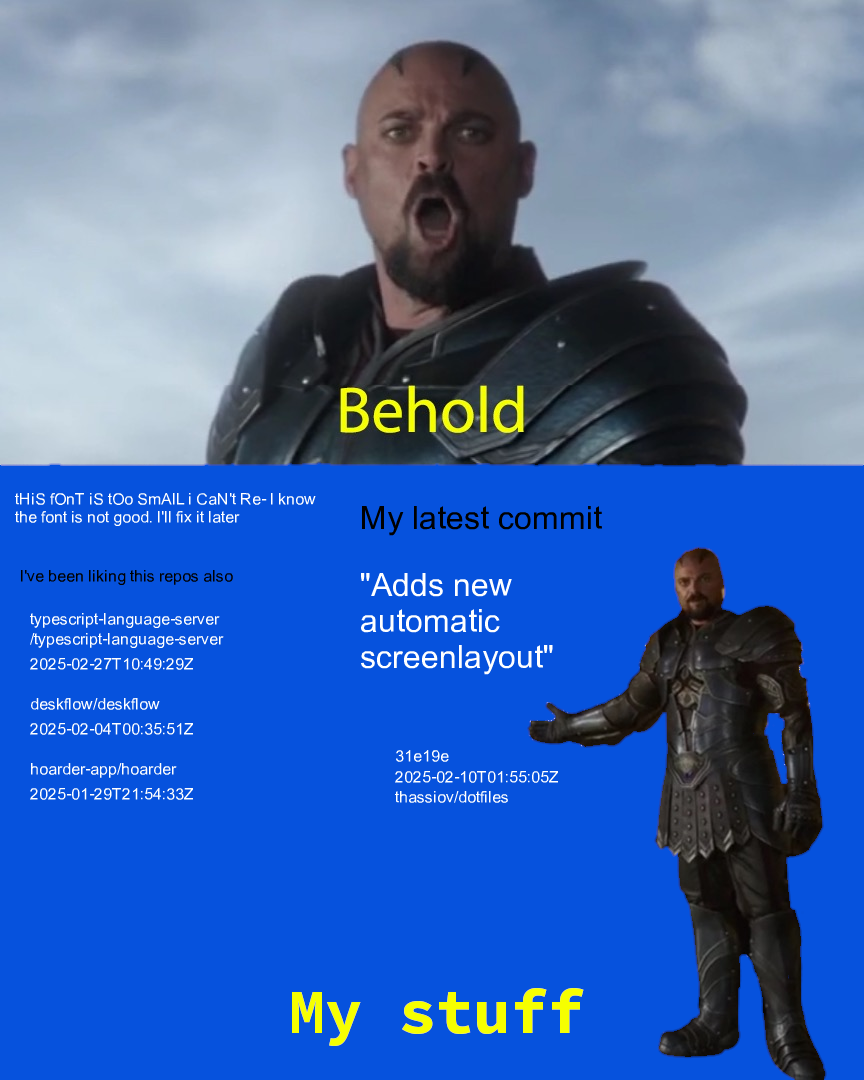 Behold
tHiS fOnT iS tOo SmAlL i CaN't Re- I know
the font is not good. I'll fix it later
I've been liking this repos also
typescript-language-server
/typescript-language-server
2025-02-27T10:49:29Z
deskflow/deskflow
2025-02-04T00:35:51Z
hoarder-app/hoarder
2025-01-29T21:54:33Z
My latest commit
"Adds new
automatic
screenlayout"
31e19e
2025-02-10T01:55:05Z
thassiov/dotfiles
My stuff